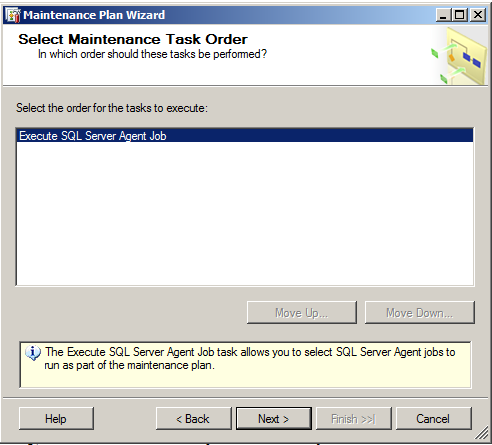 Maintenance Plan Wizard
Select Maintenance Task Order
In which order should these tasks be performed?
Select the order for the tasks to execute:
Execute SQL Server Agent Job
Move Up...
Move Down...
The Execute SQL Server Agent Job task allows you to select SQL Server Agent jobs to
run as part of the maintenance plan.
Help
< Back
Next >
Finish >>|
Cancel